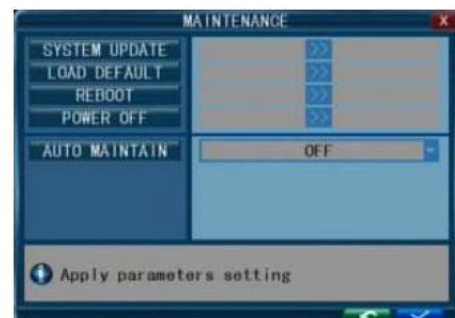 MAINTENANCE X
SYSTEM UPDATE >>
LOAD DEFAULT >>
REBOOT >>
POWER OFF >>
AUTO MAINTAIN OFF
Apply parameters setting